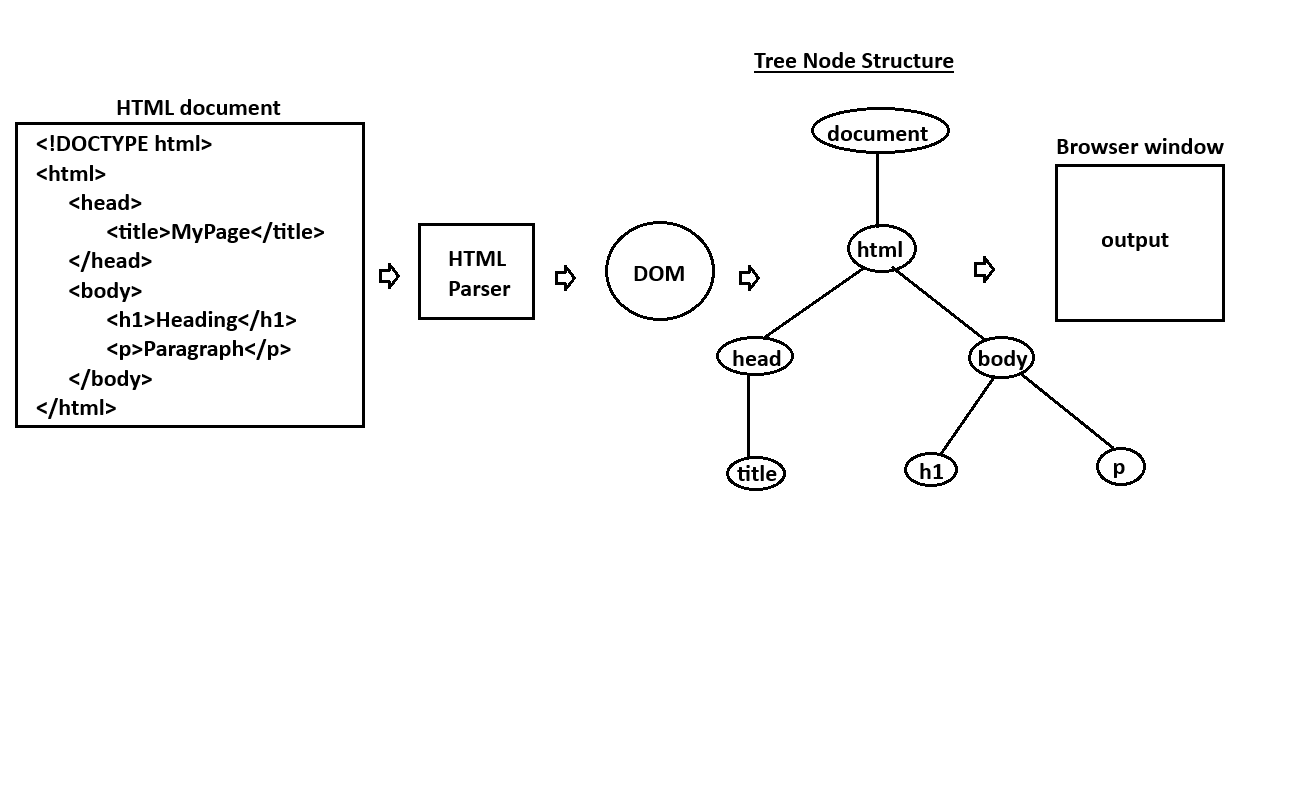 HTML document
<!DOCTYPE html>
<html>
<head>
<title>MyPage</title>
</head>
<body>
<h1>Heading</h1>
<p>Paragraph</p>
</body>
</html>
HTML
Parser
DOM
Tree Node Structure
document
html
head
body
title
h1
p
Browser window
output